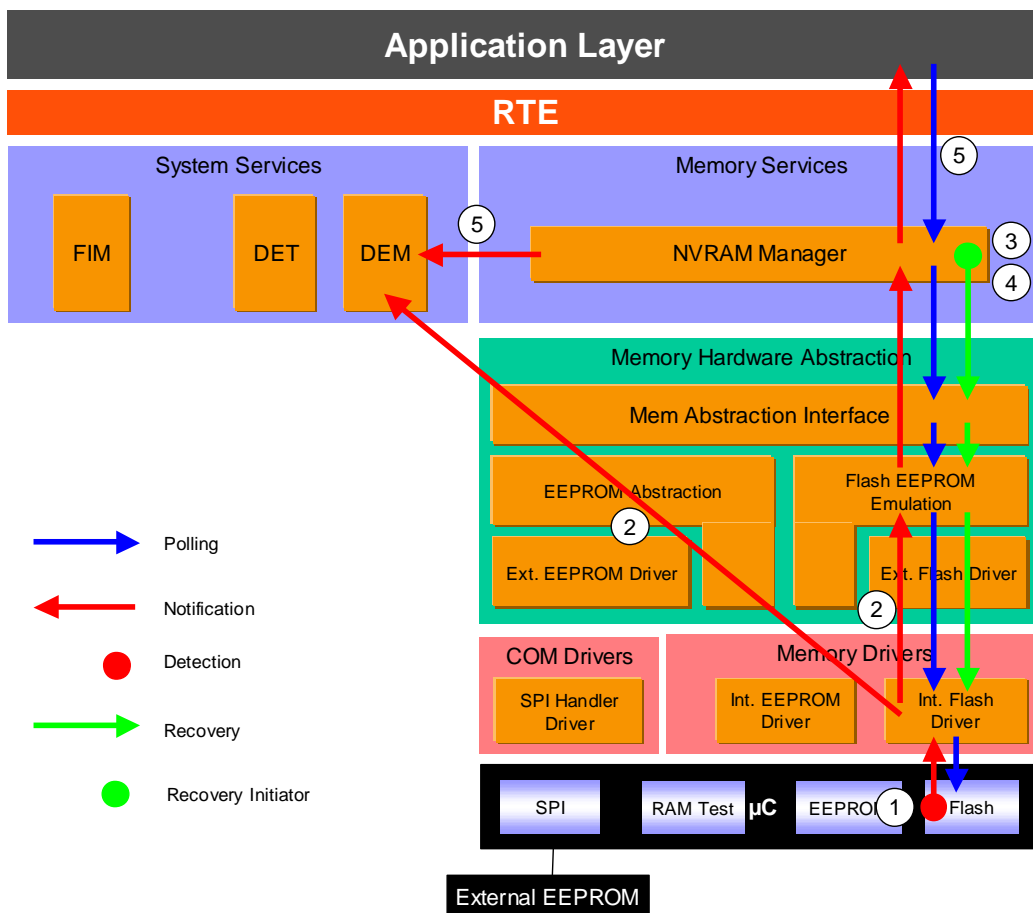 Application Layer
RTE
System Services
Memory Services
5
5
FIM
DET
DEM
NVRAM Manager
3
4
Memory Hardware Abstraction
Mem Abstraction Interface
EEPROM Abstraction
Flash EEPROM
Emulation
2
Ext. EEPROM Driver
Ext. Flash Driver
2
Polling
Notification
Detection
Recovery
Recovery Initiator
COM Drivers
Memory Drivers
SPI Handler
Driver
Int. EEPROM
Driver
Int. Flash
Driver
SPI
RAM Test
µC
EEPROM
1
Flash
External EEPROM